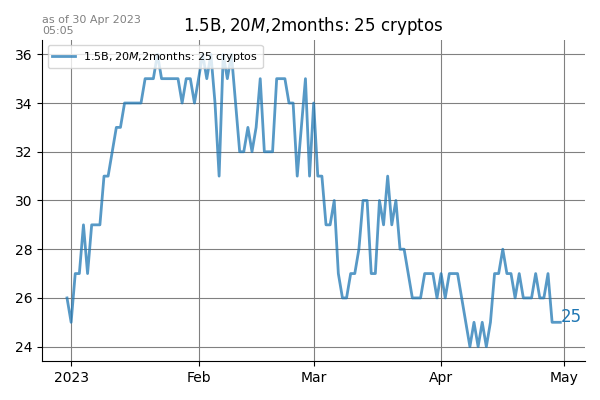 as of 30 Apr 2023
05:05
1.5B, 20M,2months: 25 cryptos
1.5B, 20M,2months: 25 cryptos
36
34
32
30
28
26
24
25
2023
Feb
Mar
Apr
May